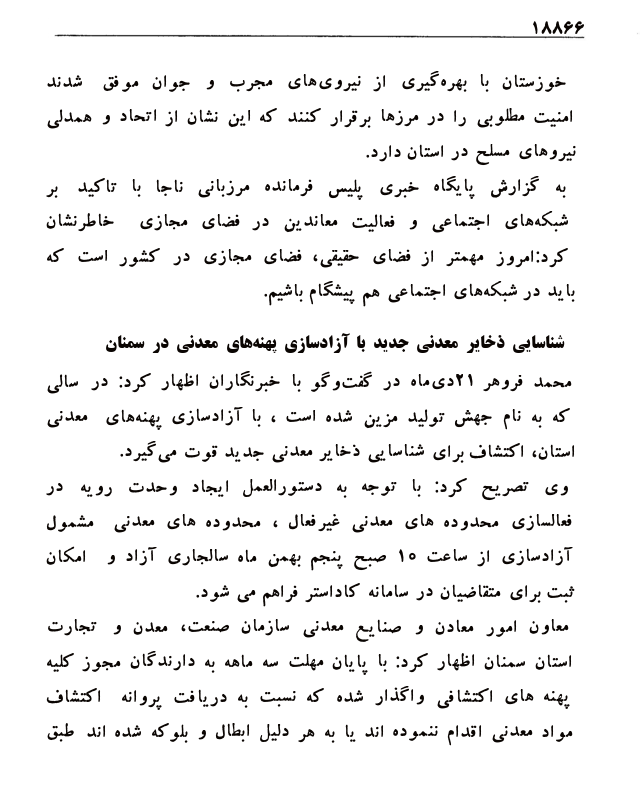 ۱۸۸۶۶
خوزستان با بهره‌گیری از نیروی‌های مجرب و جوان موفق شدند
امنیت مطلوبی را در مرزها برقرار کنند که این نشان از اتحاد و همدلی
نیروهای مسلح در استان دارد.
به گزارش پایگاه خبری پلیس فرمانده مرزبانی ناجا با تاکید بر
شبکه‌های اجتماعی و فعالیت معاندین در فضای مجازی خاطرنشان
کرد:امروز مهمتر از فضای حقیقی، فضای مجازی در کشور است که
باید در شبکه‌های اجتماعی هم پیشگام باشیم.
شناسایی ذخایر معدنی جدید با آزادسازی پهنه‌های معدنی در سمنان
محمد فروهر ۲۱دی‌ماه در گفت‌وگو با خبرنگاران اظهار کرد: در سالی
که به نام جهش تولید مزین شده است ، با آزادسازی پهنه‌های معدنی
استان، اکتشاف برای شناسایی ذخایر معدنی جدید قوت می‌گیرد.
وی تصریح کرد: با توجه به دستورالعمل ایجاد وحدت رویه در
فعالسازی محدوده های معدنی غیرفعال ، محدوده های معدنی مشمول
آزادسازی از ساعت ۱۰ صبح پنجم بهمن ماه سالجاری آزاد و امکان
ثبت برای متقاضیان در سامانه کاداستر فراهم می شود.
معاون امور معادن و صنایع معدنی سازمان صنعت، معدن و تجارت
استان سمنان اظهار کرد: با پایان مهلت سه ماهه به دارندگان مجوز کلیه
پهنه های اکتشافی واگذار شده که نسبت به دریافت پروانه اکتشاف
مواد معدنی اقدام ننموده اند یا به هر دلیل ابطال و بلوکه شده اند طبق